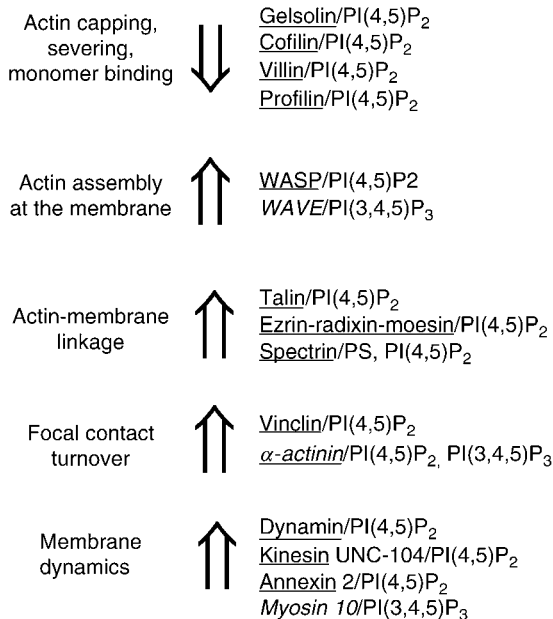 Actin capping,
severing,
monomer binding
Gelsolin/PI(4,5)P₂
Cofilin/PI(4,5)P₂
Villin/PI(4,5)P₂
Profilin/PI(4,5)P₂
Actin assembly
at the membrane
WASP/PI(4,5)P2
WAVE/PI(3,4,5)P₃
Actin-membrane
linkage
Talin/PI(4,5)P₂
Ezrin-radixin-moesin/PI(4,5)P₂
Spectrin/PS, PI(4,5)P₂
Focal contact
turnover
Vinclin/PI(4,5)P₂
α-actinin/PI(4,5)P₂, PI(3,4,5)P₃
Membrane
dynamics
Dynamin/PI(4,5)P₂
Kinesin UNC-104/PI(4,5)P₂
Annexin 2/PI(4,5)P₂
Myosin 10/PI(3,4,5)P₃